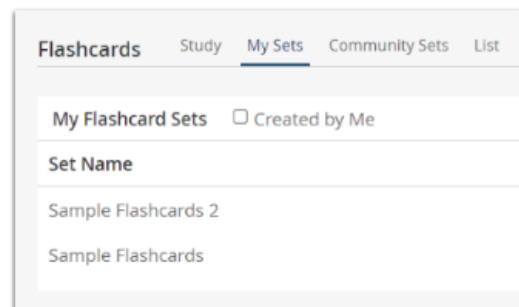 Flashcards Study My Sets Community Sets List
My Flashcard Sets Created by Me
Set Name
Sample Flashcards 2
Sample Flashcards